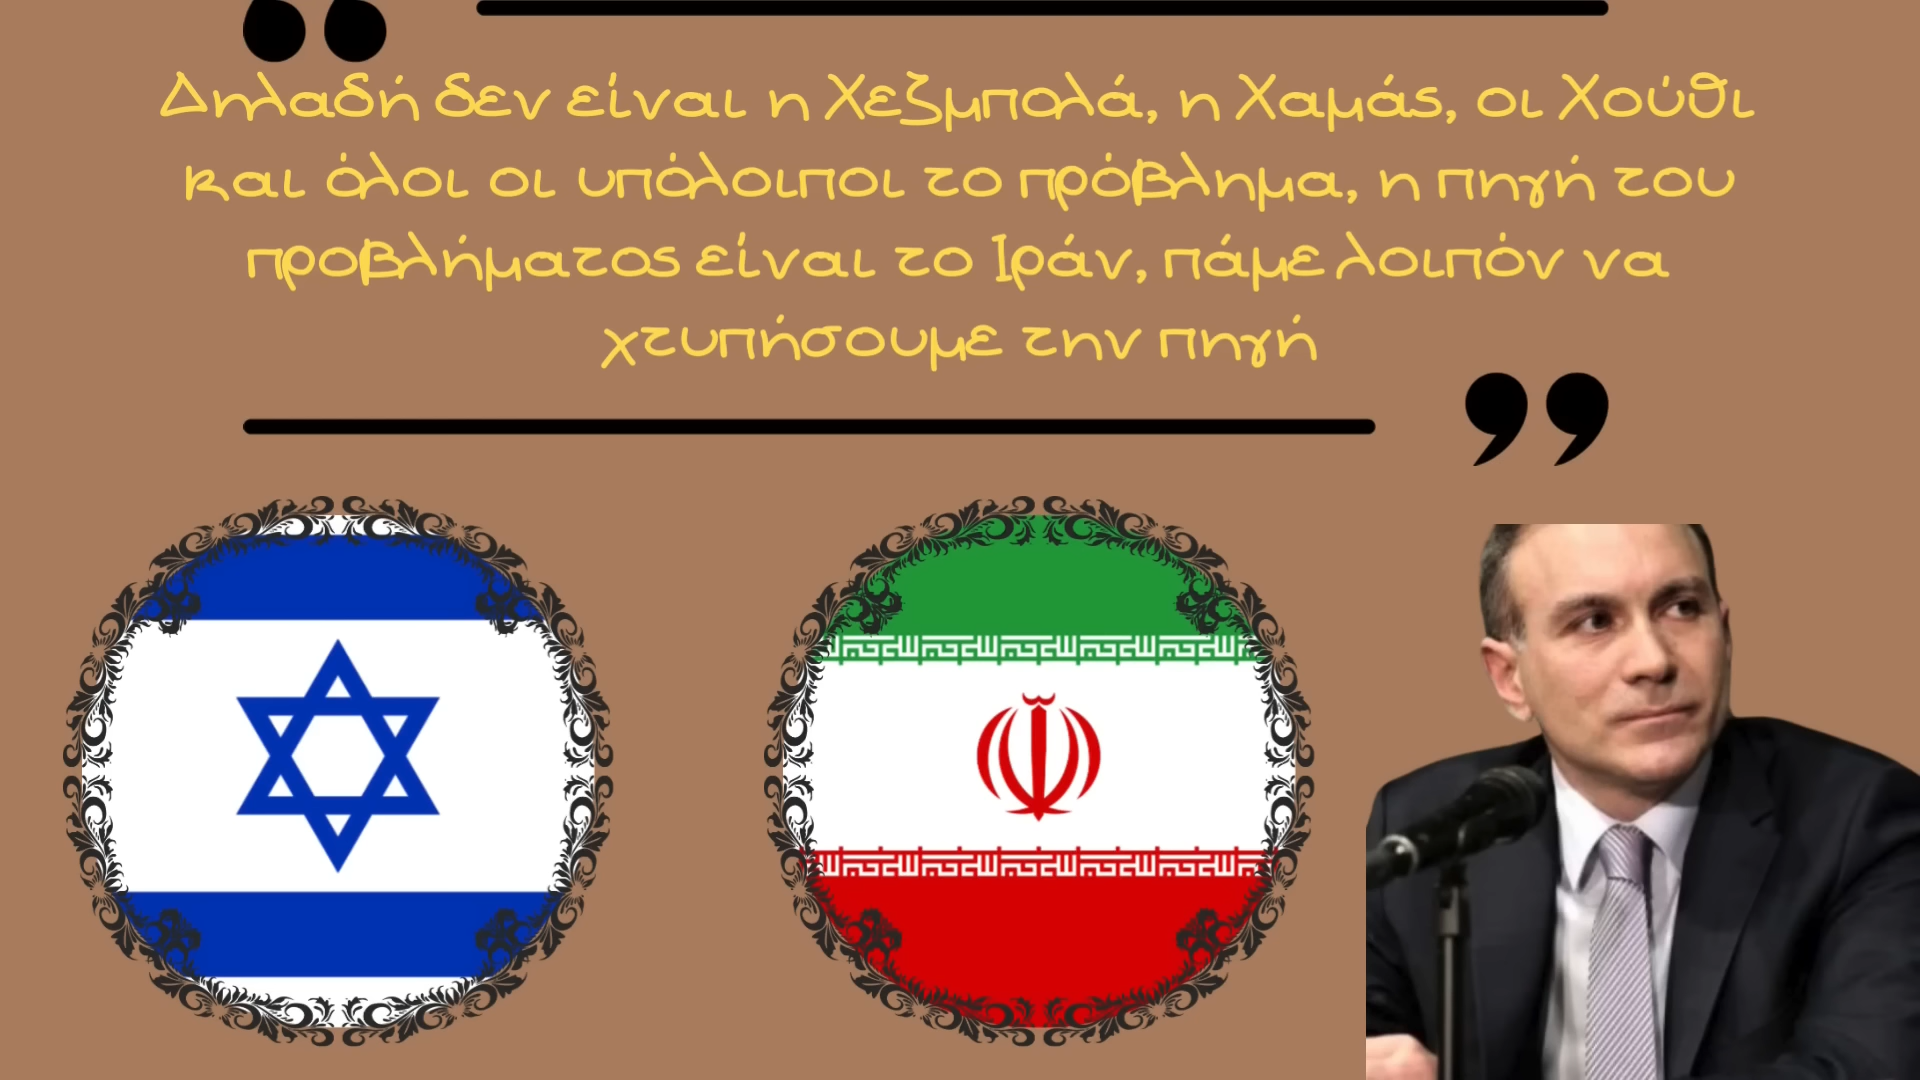 Δηλαδή δεν είναι η Χεζμπολά, η Χαμάς, οι Χούθι
και όλοι οι υπόλοιποι το πρόβλημα, η πηγή του
προβλήματος είναι το Ιράν, πάμε λοιπόν να
χτυπήσουμε την πηγή